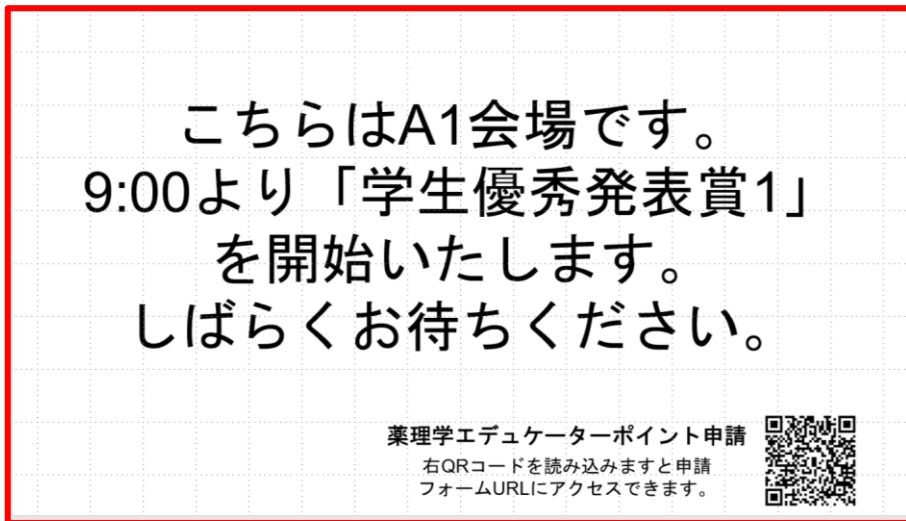 こちらはA1会場です。
9:00より「学生優秀発表賞1」
を開始いたします。
しばらくお待ちください。
薬理学エデュケーターポイント申請
右QRコードを読み込みますと申請
フォームURLにアクセスできます。